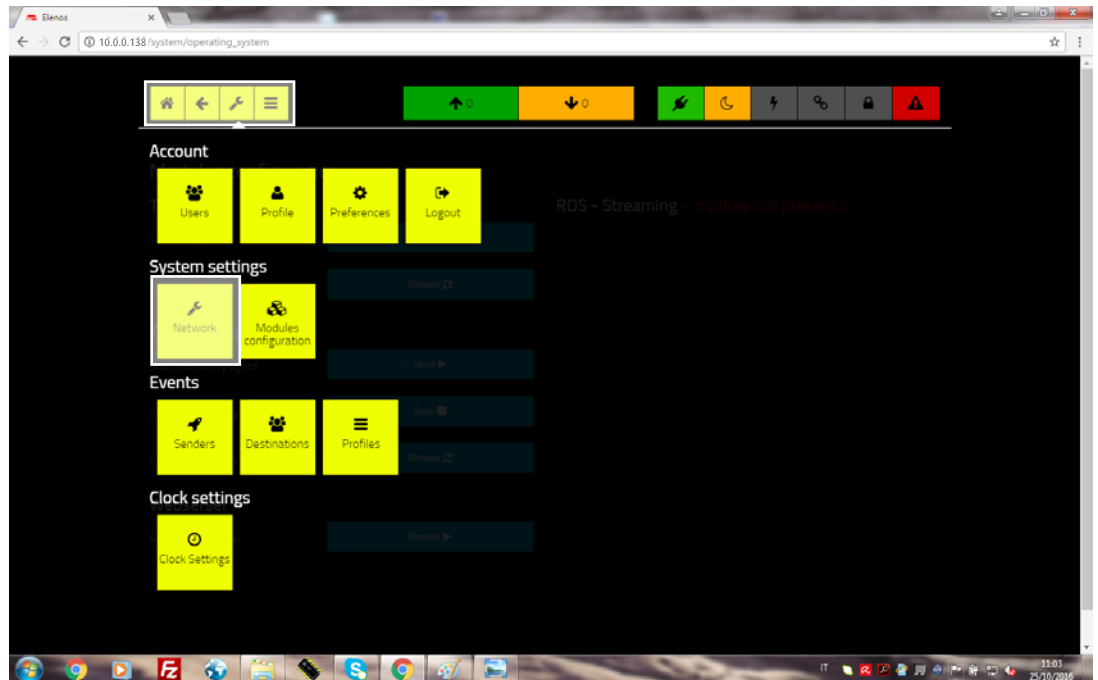 Elenos
10.0.0.138/system/operating_system
0
0
Account
Users
Profile
Preferences
Logout
RDS - Streaming < module not present >
System settings
Reboot
Network
Modules
configuration
Start
Events
Stop
Senders
Destinations
Profiles
Reboot
Clock settings
Webserser
Reboot
Clock Settings
IT
11:03
25/10/2016